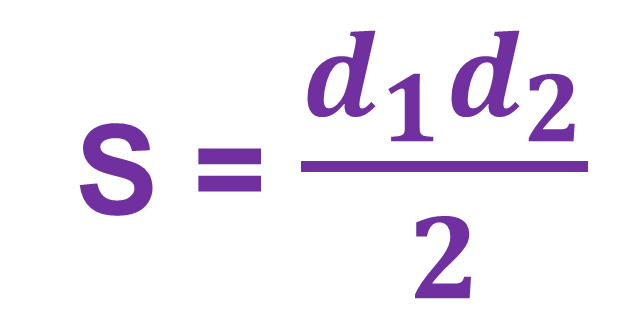 S = d₁d₂
2